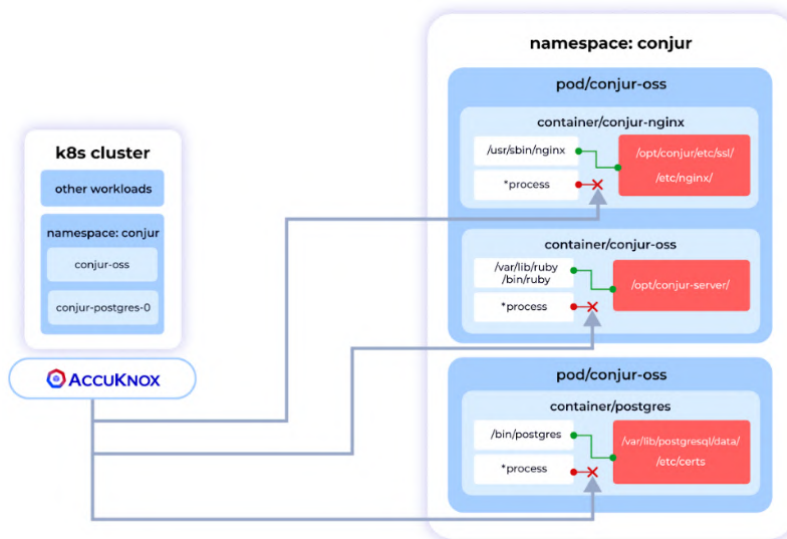 k8s cluster
other workloads
namespace: conjur
conjur-oss
conjur-postgres-0
ACCUKNOX
namespace: conjur
pod/conjur-oss
container/conjur-nginx
/usr/sbin/nginx
*process
/opt/conjur/etc/ssl/
/etc/nginx/
container/conjur-oss
/var/lib/ruby
/bin/ruby
*process
/opt/conjur-server/
pod/conjur-oss
container/postgres
/bin/postgres
*process
/var/lib/postgresql/data/
/etc/certs